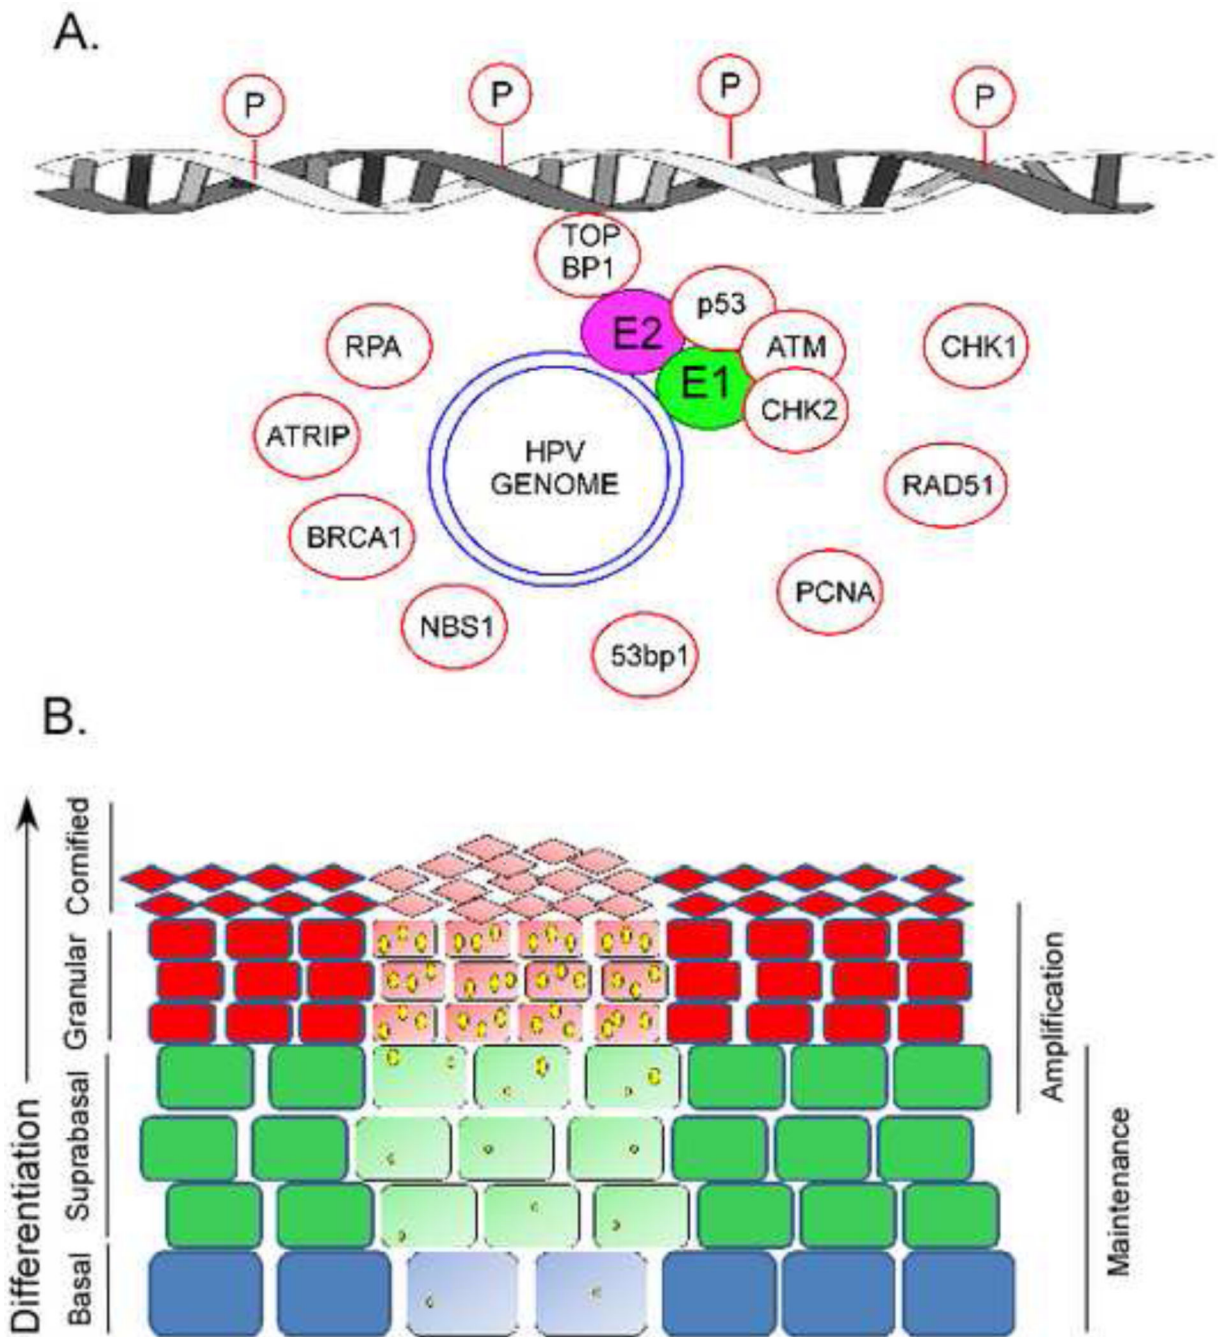 A.
P
P
P
P
TOP
BP1
p53
E2
RPA
ATM
CHK1
E1
CHK2
ATRIP
HPV
GENOME
RAD51
BRCA1
PCNA
NBS1
53bp1
B.
Differentiation
Cornified
Granular
Suprabasal
Basal
Amplification
Maintenance